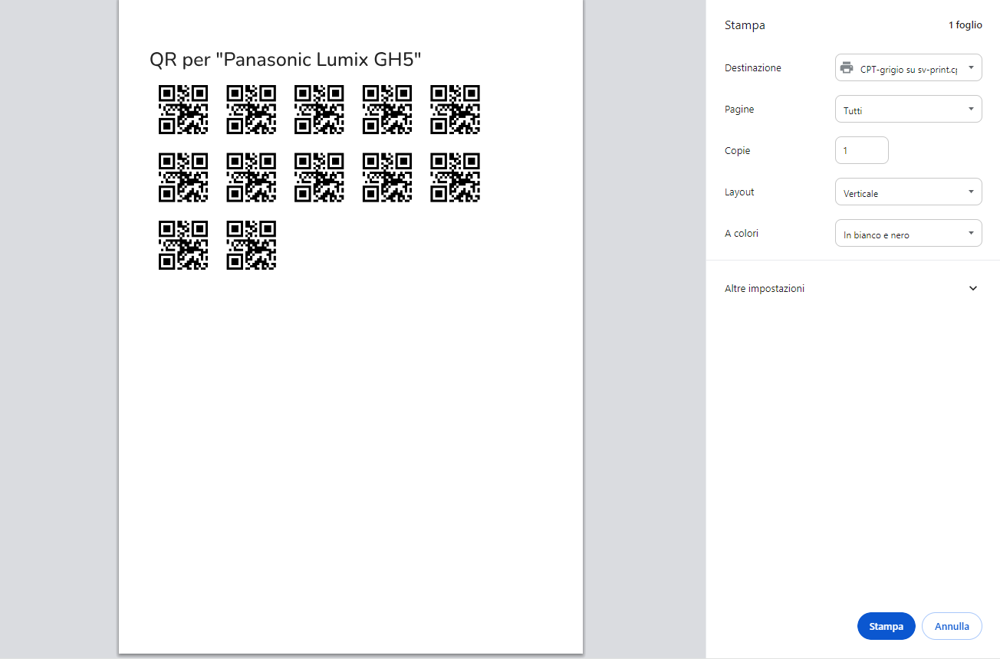 QR per "Panasonic Lumix GH5"
Stampa
1 foglio
Destinazione
CPT-grigio su sv-print.cp
Pagine
Tutti
Copie
1
Layout
Verticale
A colori
In bianco e nero
Altre impostazioni
Stampa
Annulla